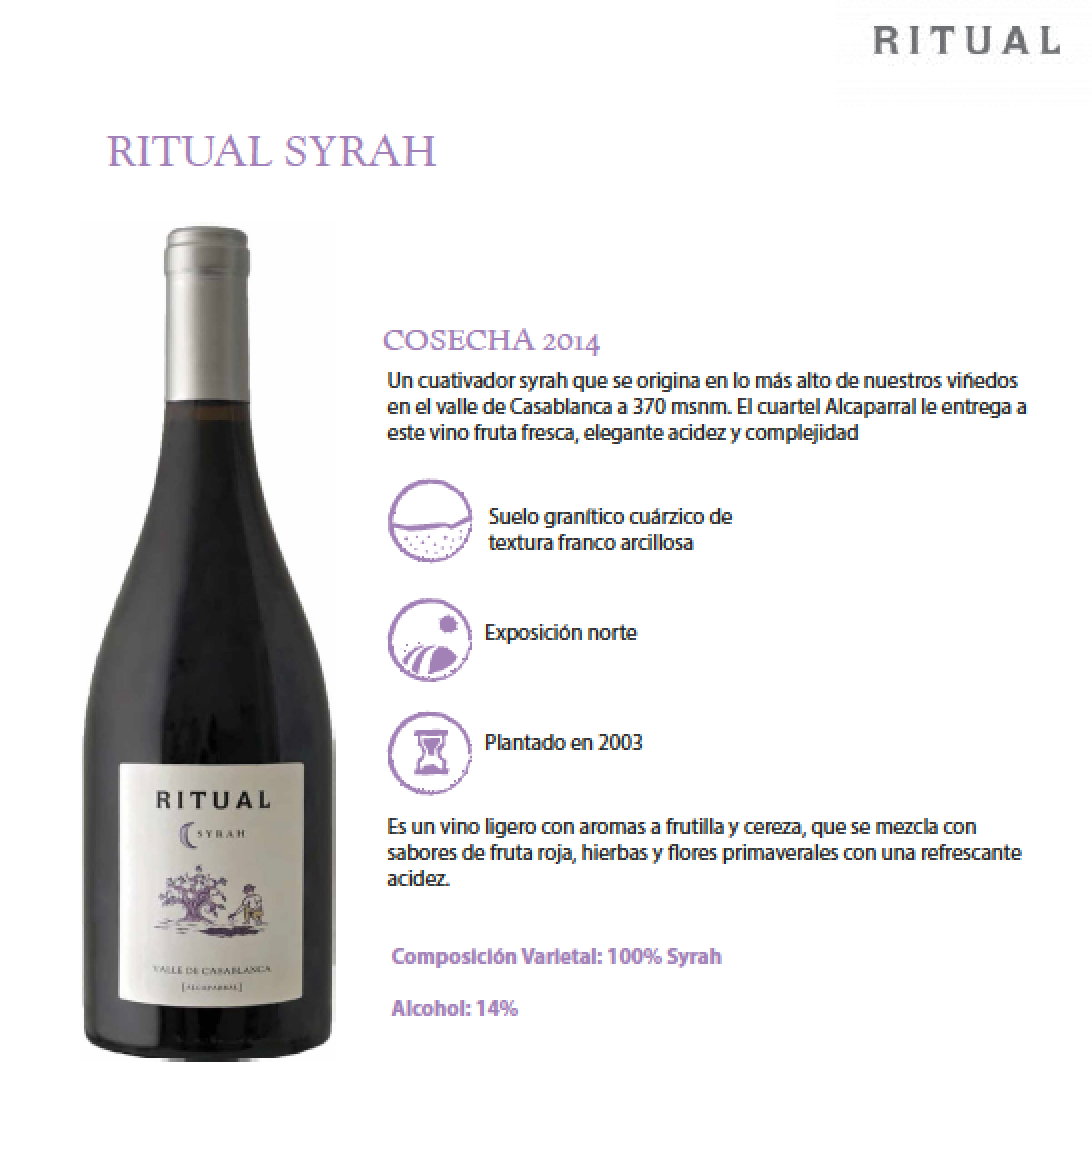 RITUAL
RITUAL SYRAH
COSECHA 2014
Un cuativador syrah que se origina en lo más alto de nuestros viñedos
en el valle de Casablanca a 370 msnm. El cuartel Alcaparral le entrega a
este vino fruta fresca, elegante acidez y complejidad
Suelo granítico cuárzico de
textura franco arcillosa
Exposición norte
Plantado en 2003
Es un vino ligero con aromas a frutilla y cereza, que se mezcla con
sabores de fruta roja, hierbas y flores primaverales con una refrescante
acidez.
Composición Varietal: 100% Syrah
Alcohol: 14%
RITUAL
SYRAH
VALLE DE CASABLANCA
[ALCAPARRAL]